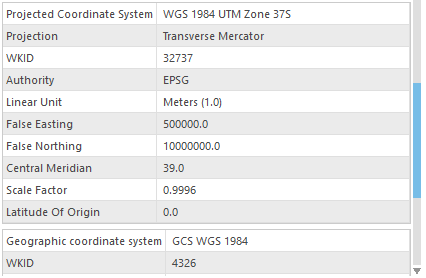 Projected Coordinate System WGS 1984 UTM Zone 37S
Projection Transverse Mercator
WKID 32737
Authority EPSG
Linear Unit Meters (1.0)
False Easting 500000.0
False Northing 10000000.0
Central Meridian 39.0
Scale Factor 0.9996
Latitude Of Origin 0.0
Geographic coordinate system GCS WGS 1984
WKID 4326